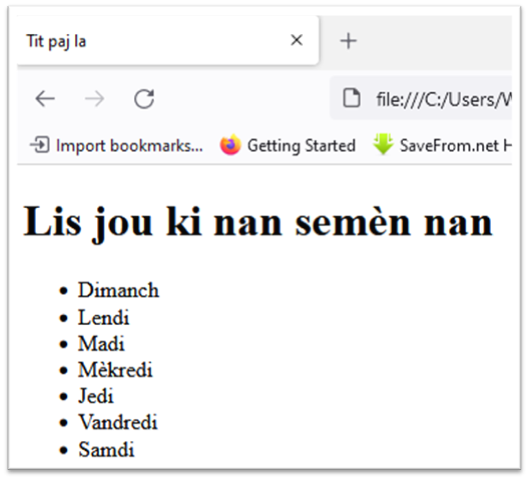 Tit paj la
file:///C:/Users/W
Import bookmarks... Getting Started SaveFrom.net H
Lis jou ki nan semèn nan
Dimanch
Lendi
Madi
Mèkredi
Jedi
Vandredi
Samdi